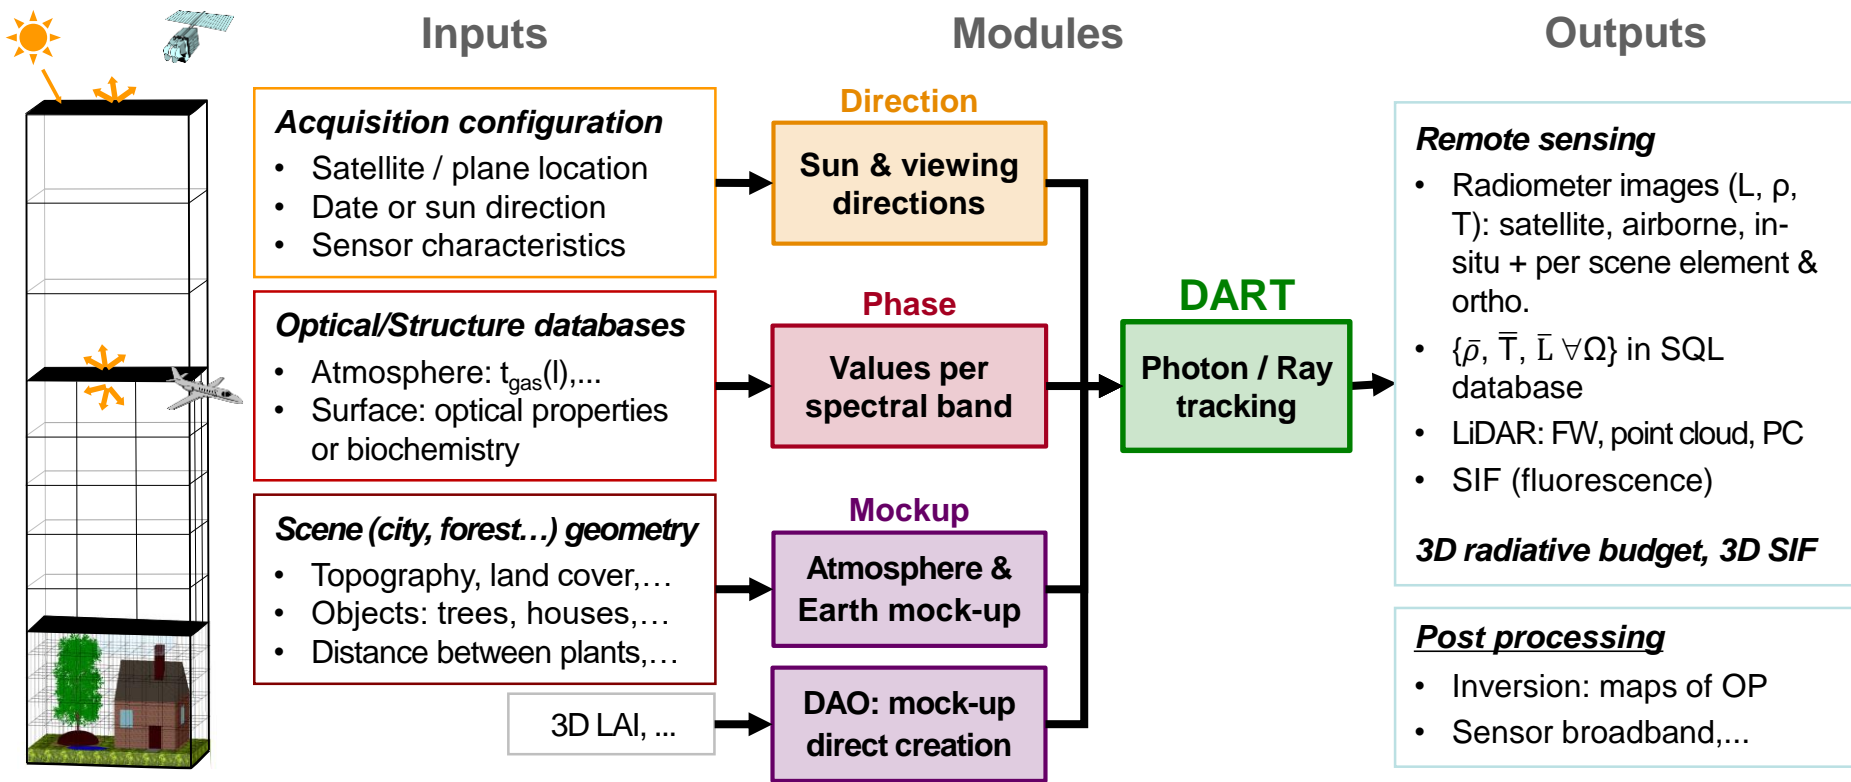 Inputs
Modules
Outputs
Acquisition configuration
• Satellite / plane location
• Date or sun direction
• Sensor characteristics
Optical/Structure databases
• Atmosphere: t_gas(l),...
• Surface: optical properties
or biochemistry
Scene (city, forest…) geometry
• Topography, land cover,…
• Objects: trees, houses,…
• Distance between plants,…
3D LAI, ...
Direction
Sun & viewing
directions
Phase
Values per
spectral band
Mockup
Atmosphere &
Earth mock-up
DAO: mock-up
direct creation
DART
Photon / Ray
tracking
Remote sensing
• Radiometer images (L, ρ,
T): satellite, airborne, in-
situ + per scene element &
ortho.
• {ρ̄, T̄, L̄ ∀Ω} in SQL
database
• LiDAR: FW, point cloud, PC
• SIF (fluorescence)
3D radiative budget, 3D SIF
Post processing
• Inversion: maps of OP
• Sensor broadband,...